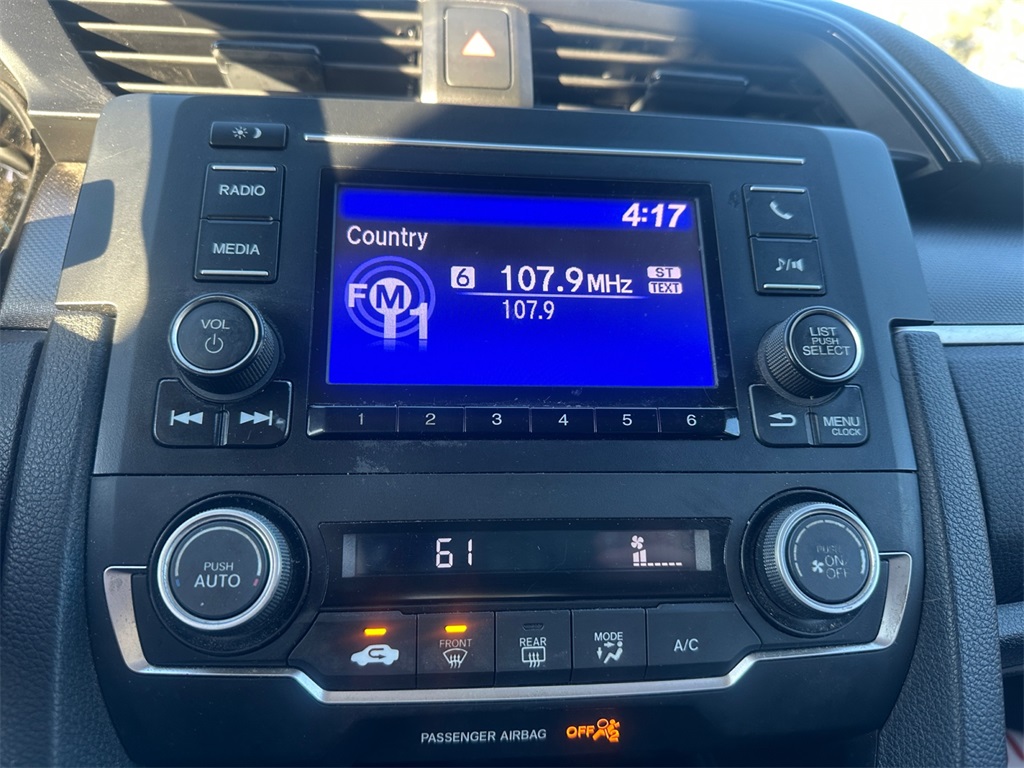 RADIO
MEDIA
VOL
4:17
Country
FM1
6 107.9 MHz ST
TEXT
107.9
LIST
PUSH
SELECT
1 2 3 4 5 6
MENU
CLOCK
PUSH
AUTO
61
PUSH
ON
OFF
FRONT
REAR
MODE
A/C
PASSENGER AIRBAG OFF